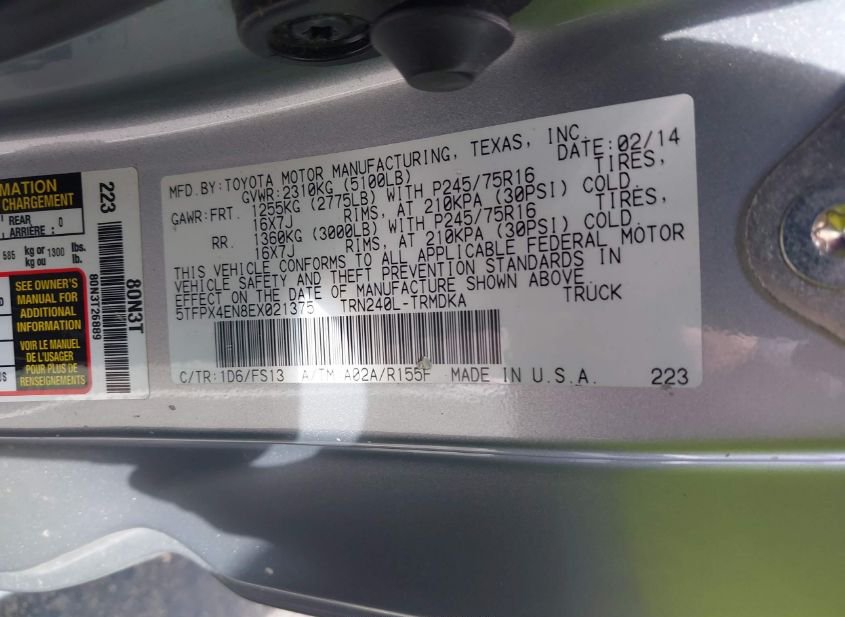 MFD.BY:TOYOTA MOTOR MANUFACTURING, TEXAS, INC.
GVWR:2310KG (5100LB) DATE:02/14
GAWR:FRT. 1255KG (2775LB) WITH P245/75R16 TIRES,
16X7J RIMS, AT 210KPA (30PSI) COLD.
RR. 1360KG (3000LB) WITH P245/75R16 TIRES,
16X7J RIMS, AT 210KPA (30PSI) COLD.
THIS VEHICLE CONFORMS TO ALL APPLICABLE FEDERAL MOTOR
VEHICLE SAFETY AND THEFT PREVENTION STANDARDS IN
EFFECT ON THE DATE OF MANUFACTURE SHOWN ABOVE
5TFPX4EN8EX021375 TRN240L-TRMDKA TRUCK
C/TR:1D6/FS13 A/TM A02A/R155F MADE IN U.S.A. 223
MATION
CHARGEMENT
REAR
ARRIÈRE : 0
585 kg or 1300 lbs.
kg ou lb.
SEE OWNER'S
MANUAL FOR
ADDITIONAL
INFORMATION
VOIR LE MANUEL
DE L'USAGER
POUR PLUS DE
RENSEIGNEMENTS
223
80N3T
80N3T26889